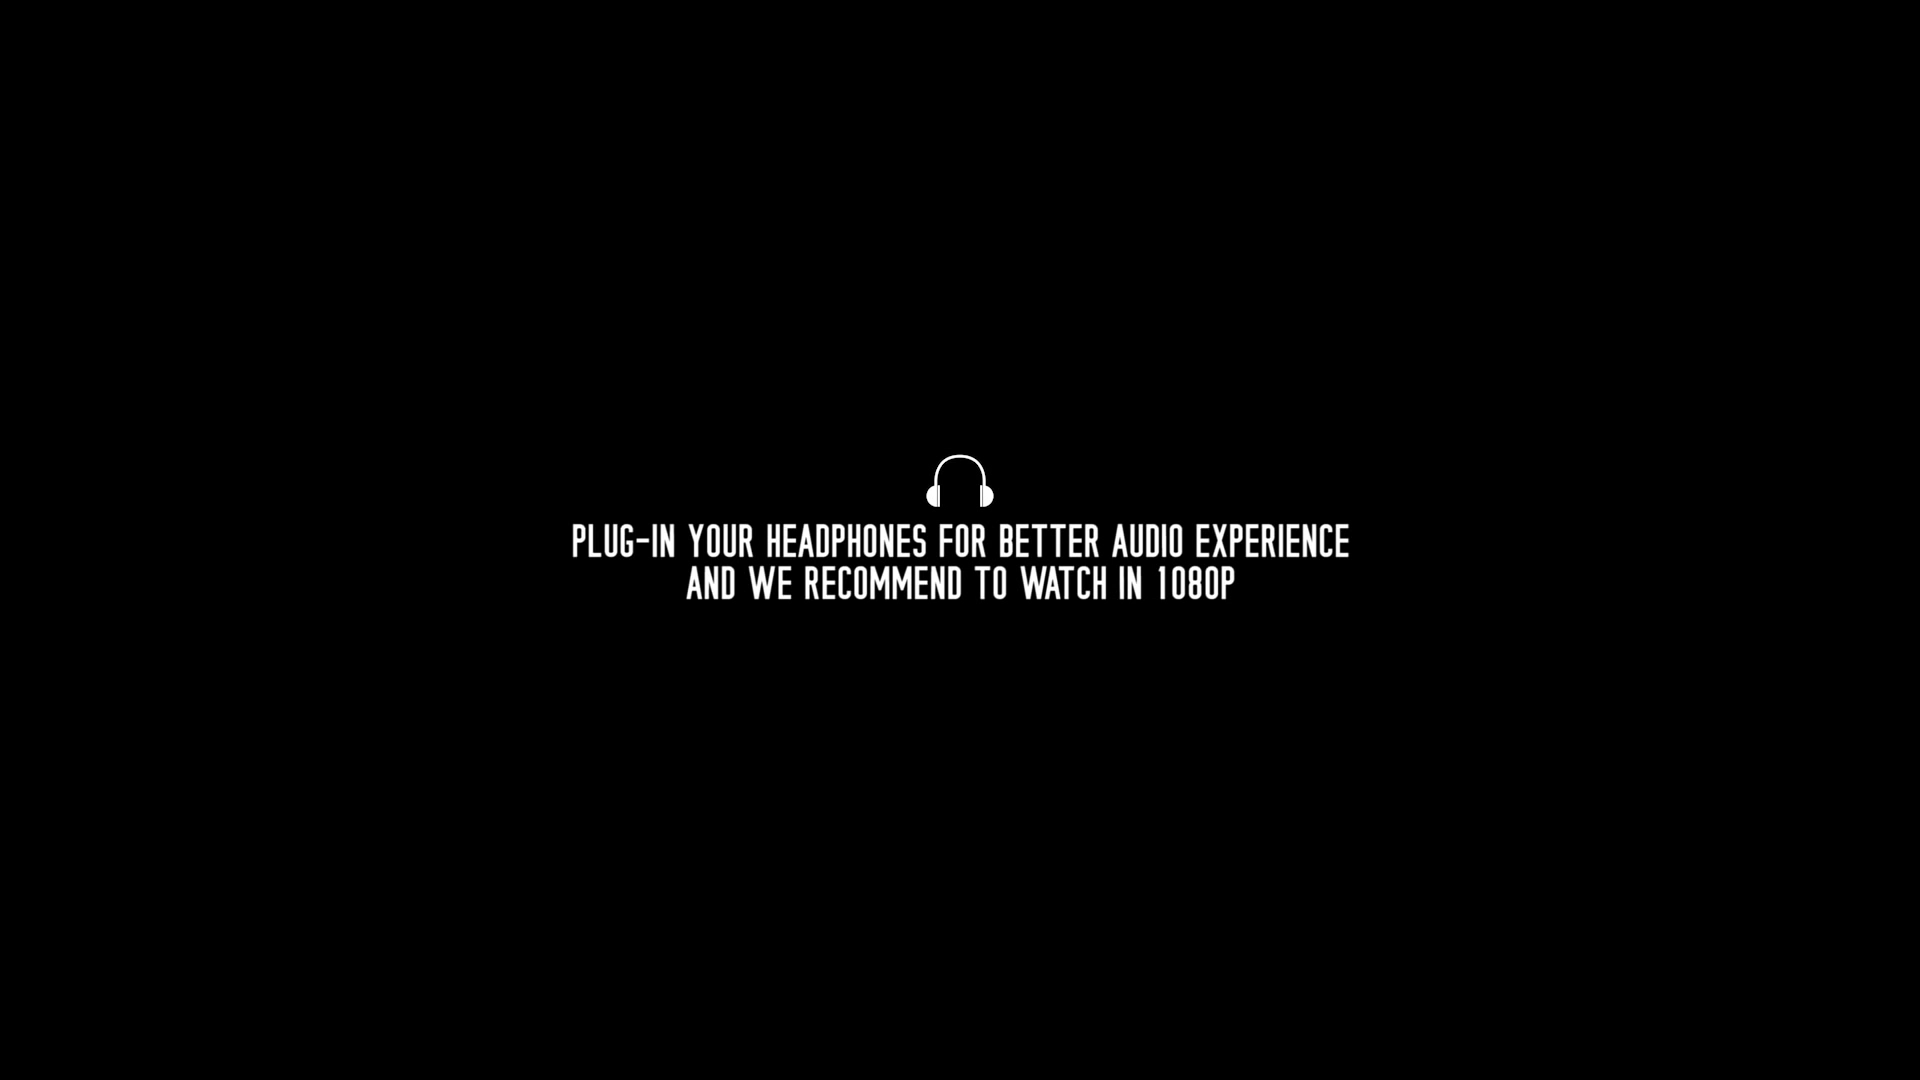 PLUG-IN YOUR HEADPHONES FOR BETTER AUDIO EXPERIENCE
AND WE RECOMMEND TO WATCH IN 1080P